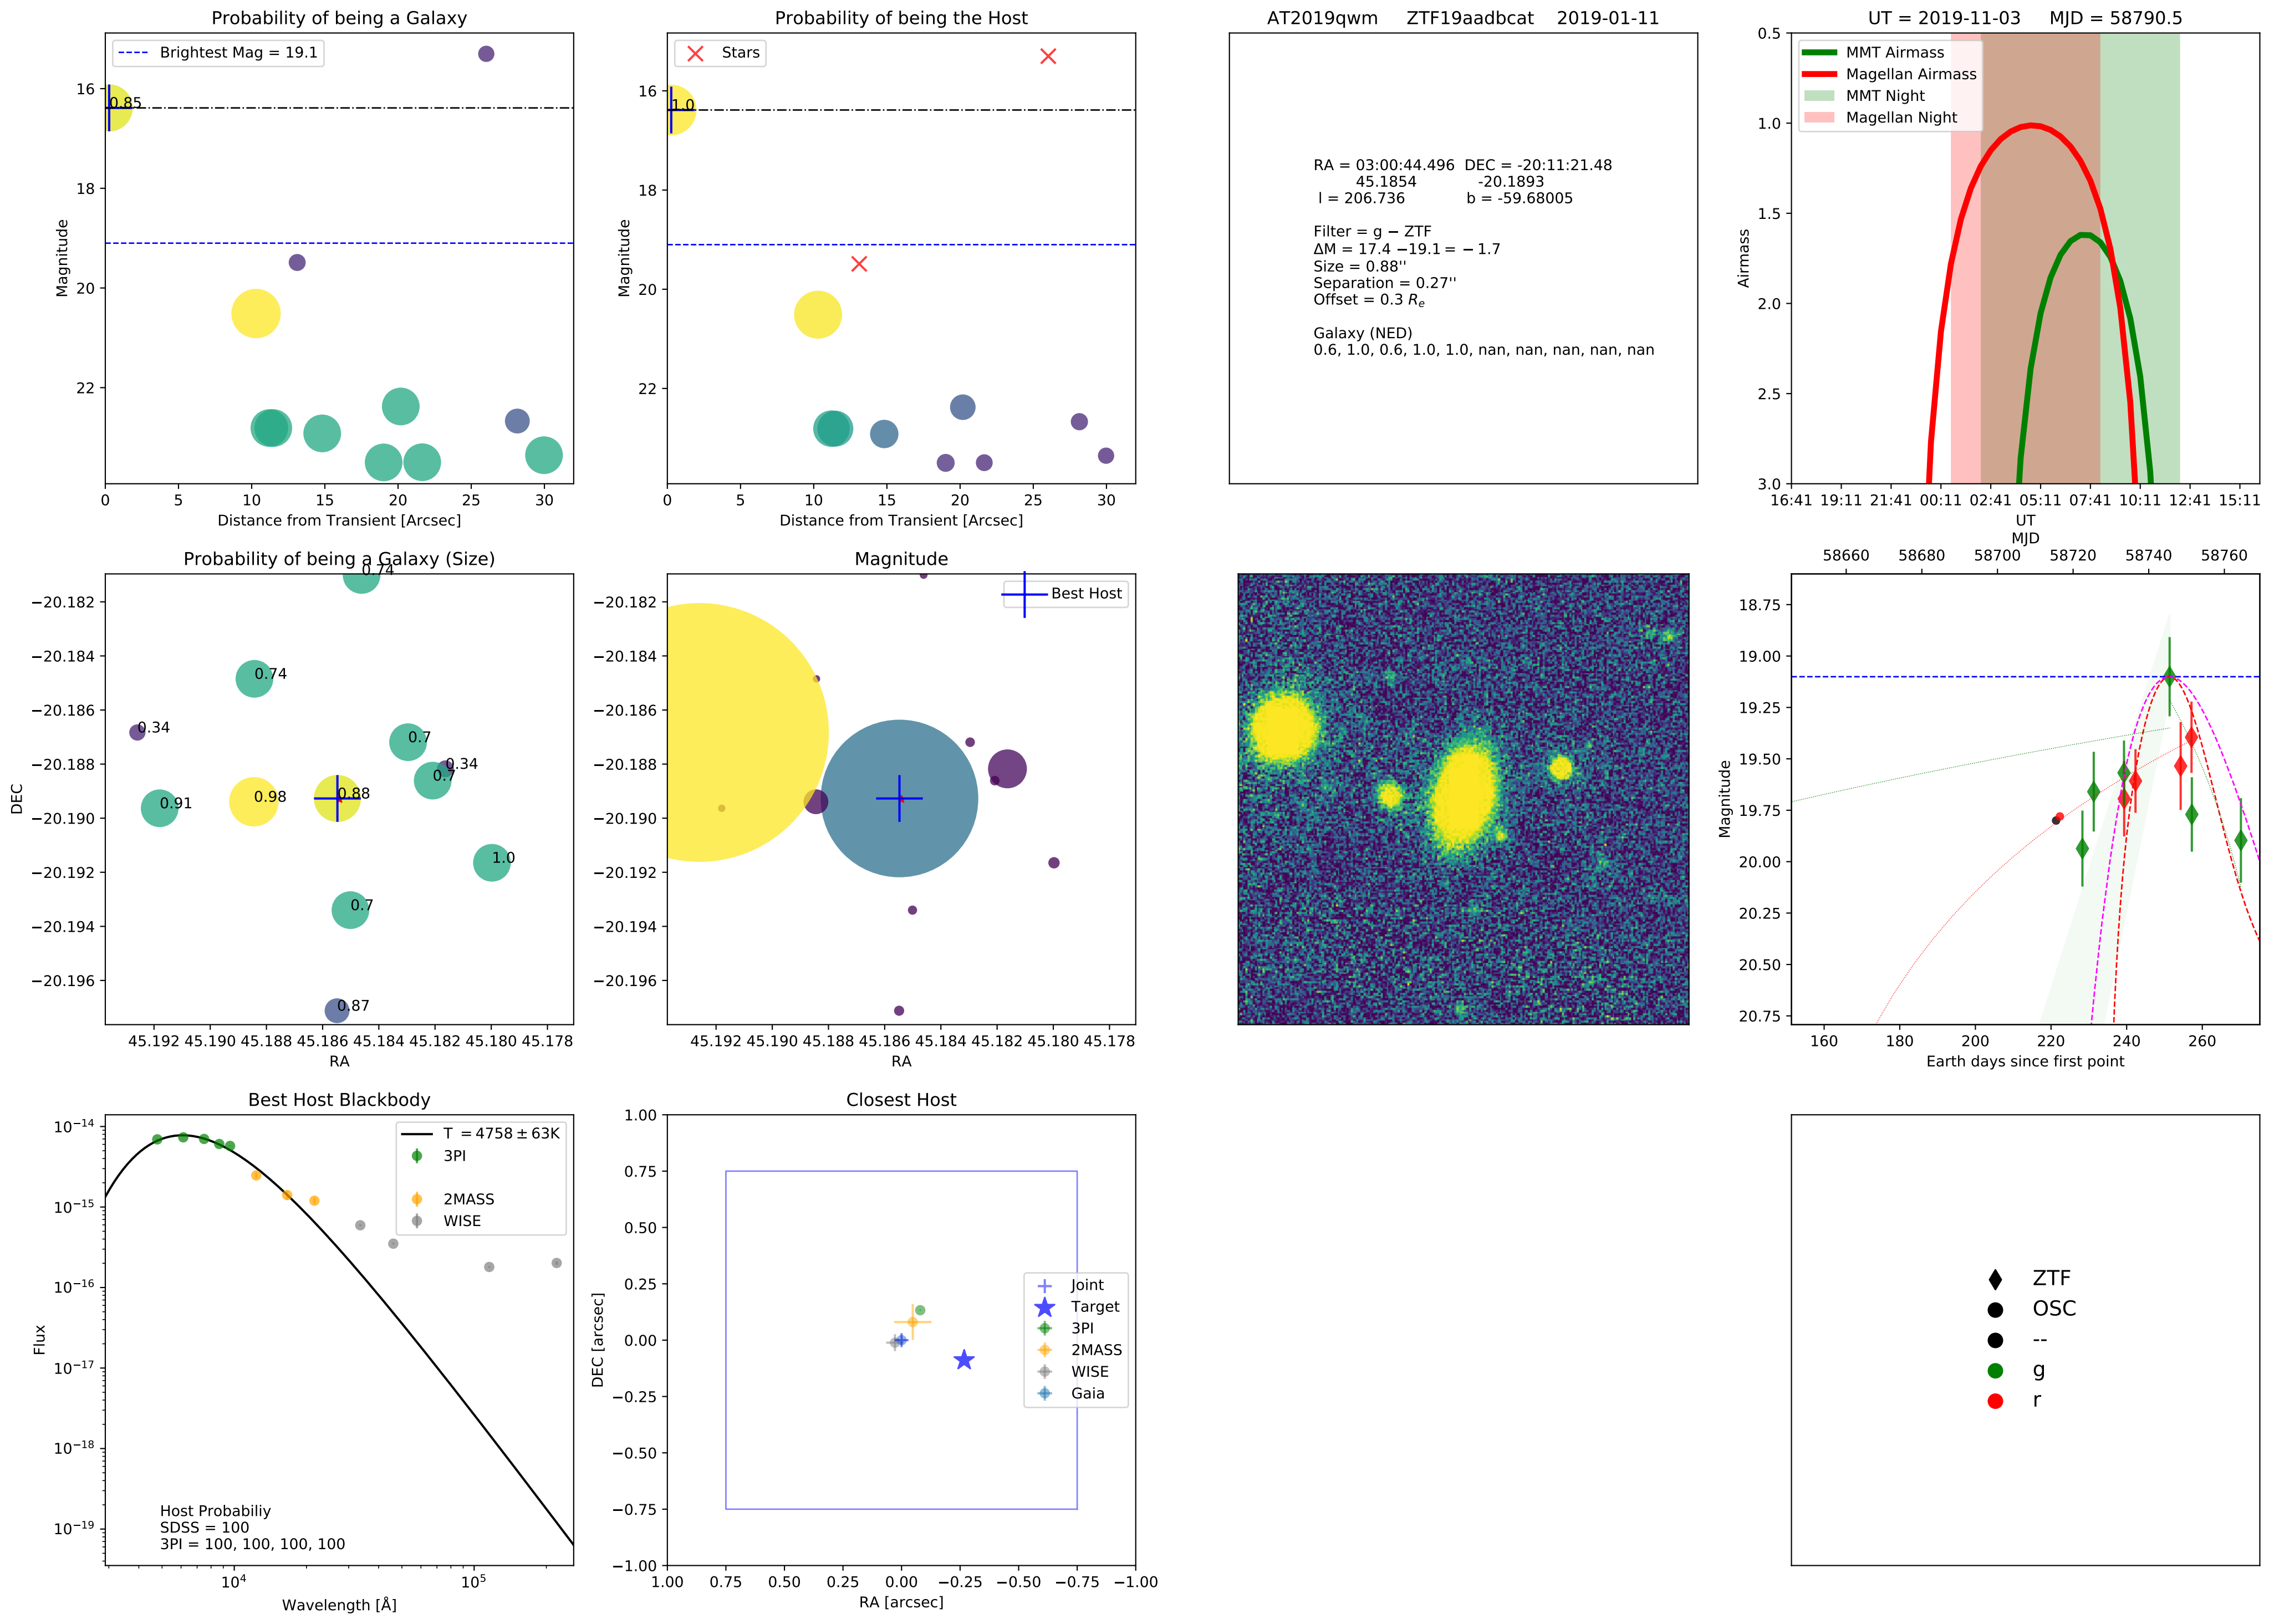 Probability of being a Galaxy
Brightest Mag = 19.1
0.85
16
18
20
22
Magnitude
0 5 10 15 20 25 30
Distance from Transient [Arcsec]
Probability of being the Host
Stars
1.0
16
18
20
22
Magnitude
0 5 10 15 20 25 30
Distance from Transient [Arcsec]
AT2019qwm ZTF19aadbcat 2019-01-11
RA = 03:00:44.496 DEC = -20:11:21.48
45.1854 -20.1893
l = 206.736 b = -59.68005
Filter = g − ZTF
ΔM = 17.4 −19.1 = − 1.7
Size = 0.88''
Separation = 0.27''
Offset = 0.3 Rₑ
Galaxy (NED)
0.6, 1.0, 0.6, 1.0, 1.0, nan, nan, nan, nan, nan
UT = 2019-11-03 MJD = 58790.5
MMT Airmass
Magellan Airmass
MMT Night
Magellan Night
0.5
1.0
1.5
2.0
2.5
3.0
Airmass
16:41 19:11 21:41 00:11 02:41 05:11 07:41 10:11 12:41 15:11
UT
Probability of being a Galaxy (Size)
0.74
0.74
0.34
0.7
0.34
0.7
0.91
0.98
0.88
1.0
0.7
0.87
−20.182
−20.184
−20.186
−20.188
−20.190
−20.192
−20.194
−20.196
DEC
45.192 45.190 45.188 45.186 45.184 45.182 45.180 45.178
RA
Magnitude
Best Host
−20.182
−20.184
−20.186
−20.188
−20.190
−20.192
−20.194
−20.196
45.192 45.190 45.188 45.186 45.184 45.182 45.180 45.178
RA
MJD
58660 58680 58700 58720 58740 58760
18.75
19.00
19.25
19.50
19.75
20.00
20.25
20.50
20.75
Magnitude
160 180 200 220 240 260
Earth days since first point
Best Host Blackbody
T = 4758 ± 63K
3PI
2MASS
WISE
10⁻¹⁴
10⁻¹⁵
10⁻¹⁶
10⁻¹⁷
10⁻¹⁸
10⁻¹⁹
Flux
Host Probabiliy
SDSS = 100
3PI = 100, 100, 100, 100
10⁴ 10⁵
Wavelength [Å]
Closest Host
1.00
0.75
0.50
0.25
0.00
−0.25
−0.50
−0.75
−1.00
DEC [arcsec]
Joint
Target
3PI
2MASS
WISE
Gaia
1.00 0.75 0.50 0.25 0.00 −0.25 −0.50 −0.75 −1.00
RA [arcsec]
ZTF
OSC
--
g
r